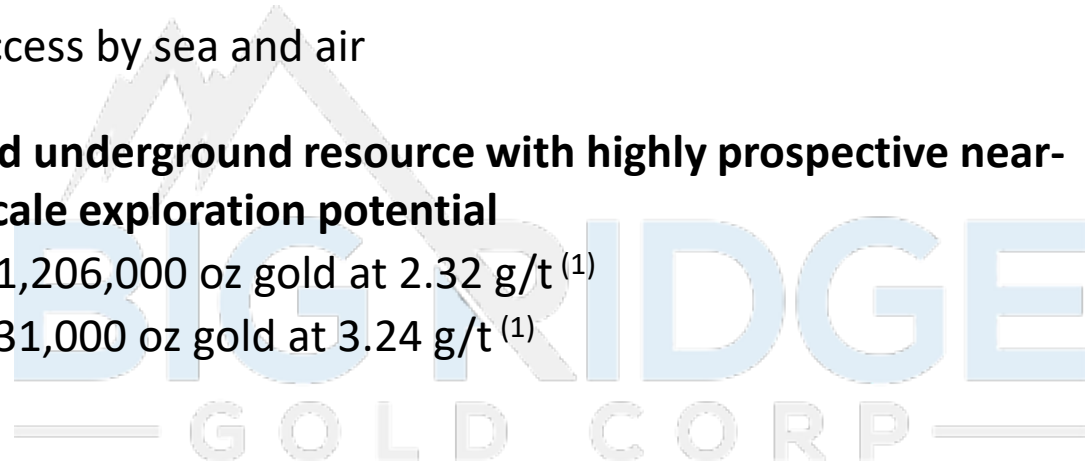 ccess by sea and air
d underground resource with highly prospective near-
cale exploration potential
1,206,000 oz gold at 2.32 g/t (1)
31,000 oz gold at 3.24 g/t (1)
BIG RIDGE
GOLD CORP